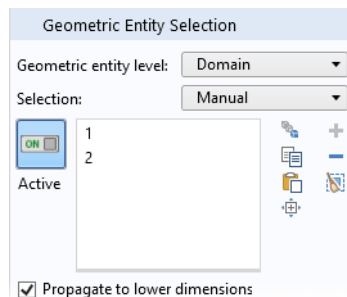 Geometric Entity Selection
Geometric entity level: Domain
Selection: Manual
ON
1
2
Active
Propagate to lower dimensions